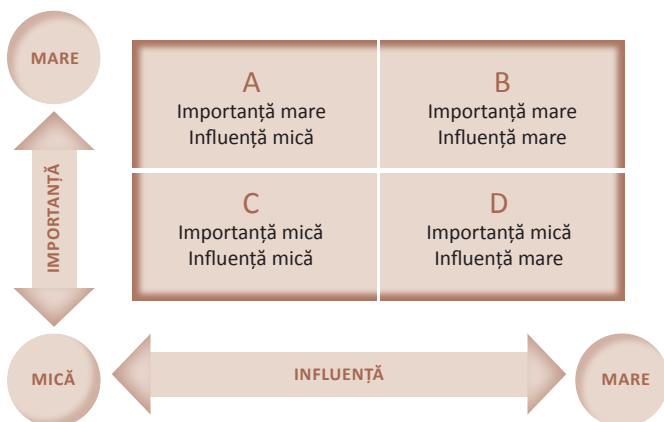 MARE
A
Importanță mare
Influență mică
B
Importanță mare
Influență mare
IMPORTANȚĂ
C
Importanță mică
Influență mică
D
Importanță mică
Influență mare
MICĂ
INFLUENȚĂ
MARE